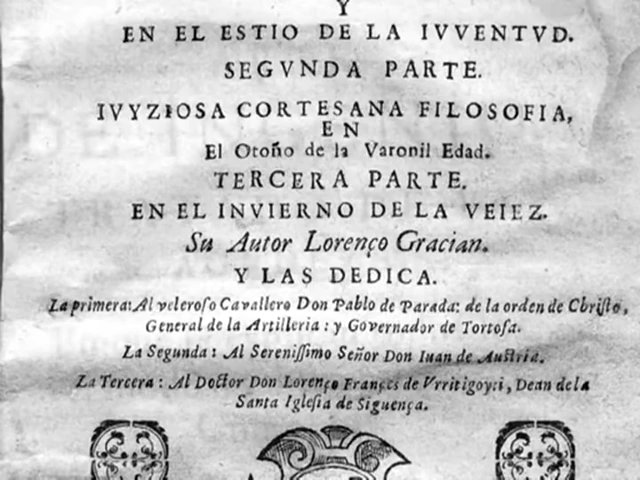 Y
EN EL ESTIO DE LA IVVENTVD.
SEGVNDA PARTE.
IVYZIOSA CORTESANA FILOSOFIA,
EN
El Otoño de la Varonil Edad.
TERCERA PARTE.
EN EL INVIERNO DE LA VEIEZ.
Su Autor Lorenço Gracian.
Y LAS DEDICA.
La primera: Al veleroſo Cavallero Don Pablo de Parada: de la orden de Chriſto,
General de la Artilleria: y Governador de Tortoſa.
La Segunda: Al Sereniſſimo Señor Don Iuan de Auſtria.
La Tercera: Al Doctor Don Lorenço Françes de Vrritigoyti, Dean de la
Santa Igleſia de Siguença.